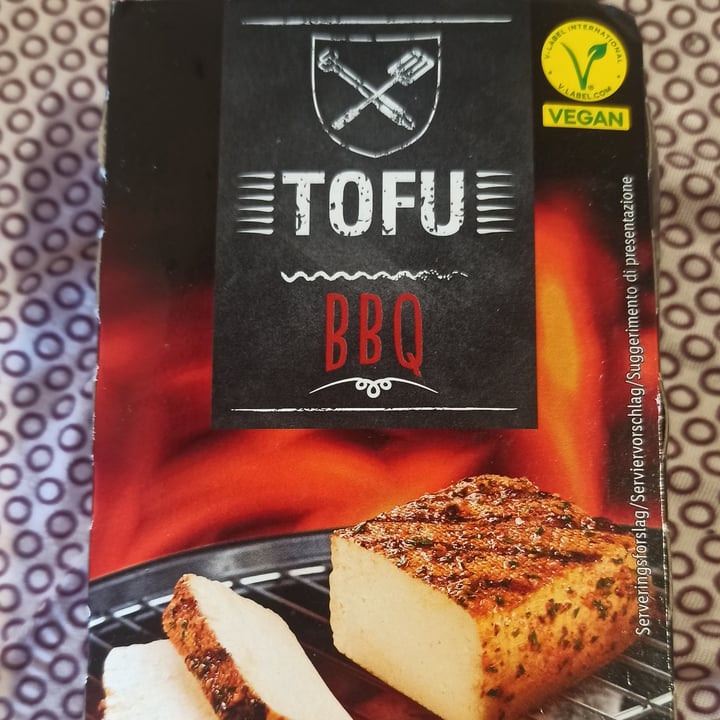 V-LABEL INTERNATIONAL
V-LABEL.COM
VEGAN
TOFU
BBQ
Serveringsforslag/Serviervorschlag/Suggerimento di presentazione